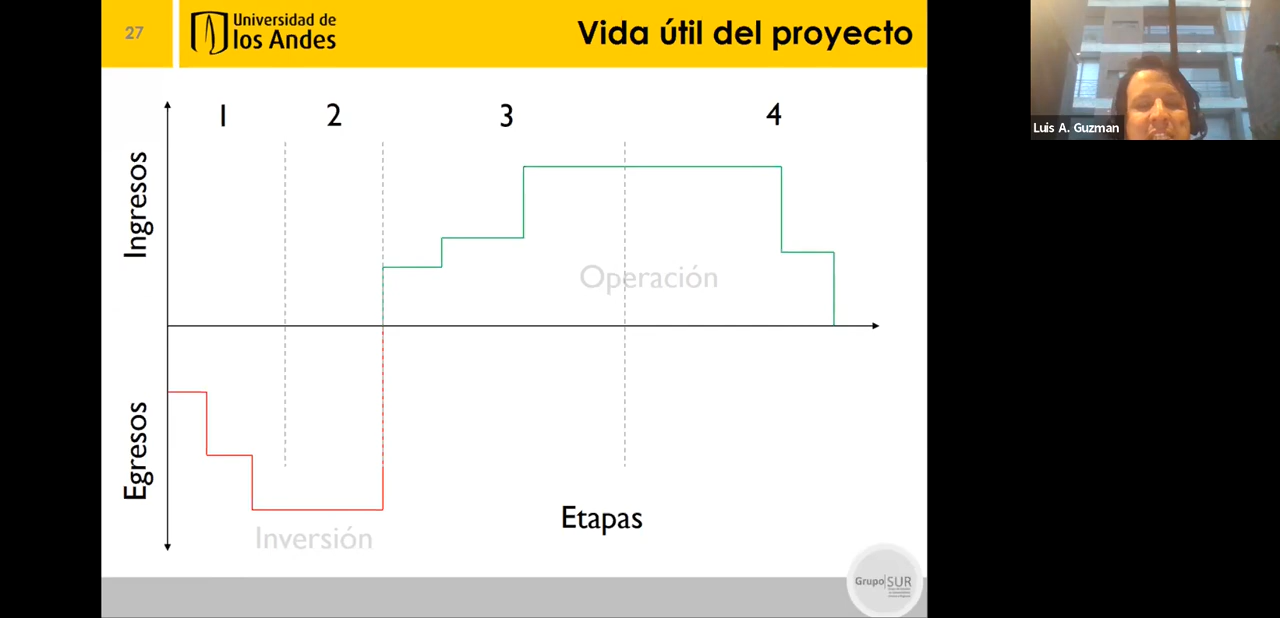 27
Universidad de
los Andes
Vida útil del proyecto
Luis A. Guzman
1 2 3 4
Ingresos
Operación
Egresos
Etapas
Inversión
Grupo|SUR